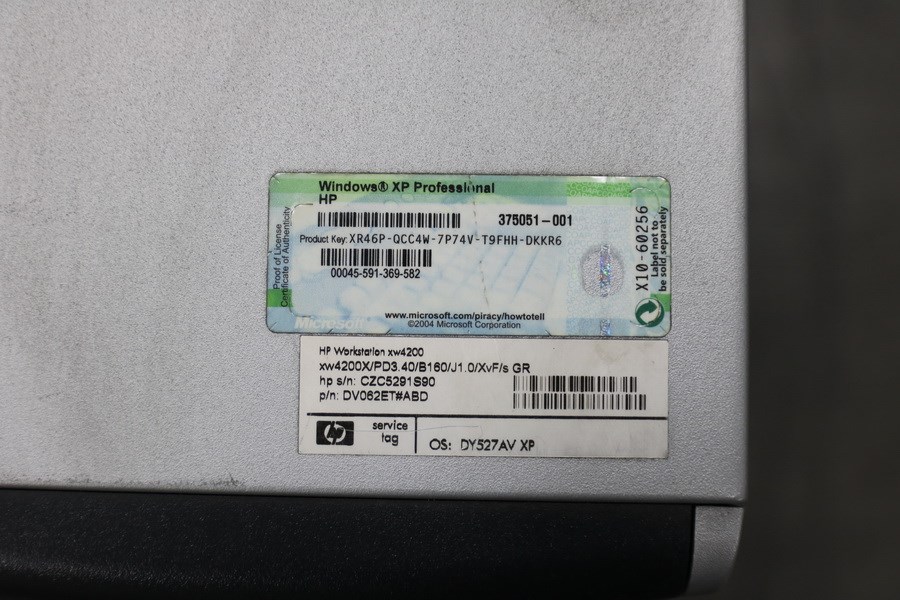 Windows® XP Professional
HP
375051-001
Product Key: XR46P-QCC4W-7P74V-T9FHH-DKKR6
00045-591-369-582
Proof of License
Certificate of Authenticity
X10-60256
Label not to
be sold separately
www.microsoft.com/piracy/howtotell
©2004 Microsoft Corporation
Microsoft
HP Workstation xw4200
xw4200X/PD3.40/B160/J1.0/XvF/s GR
hp s/n: CZC5291S90
p/n: DV062ET#ABD
hp
service
tag
OS: DY527AV XP